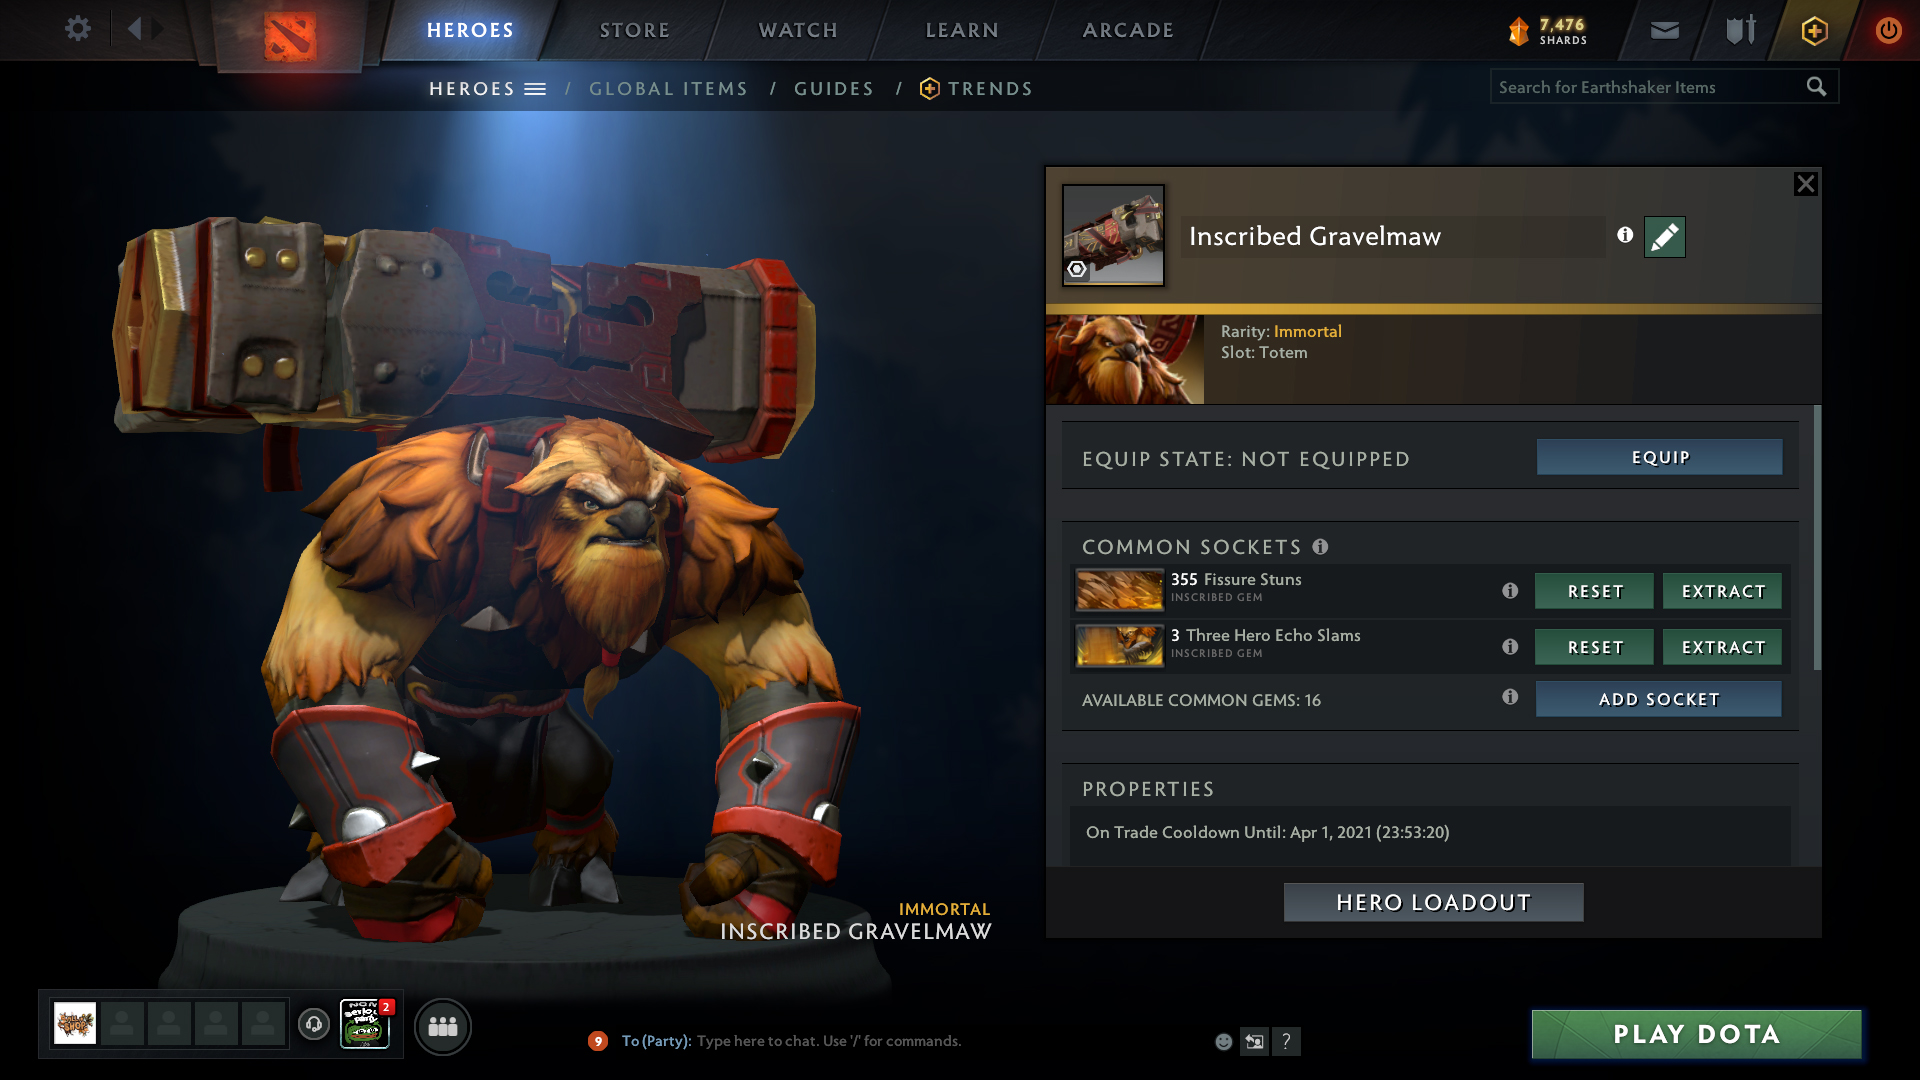 HEROES
STORE
WATCH
LEARN
ARCADE
7,476
SHARDS
HEROES / GLOBAL ITEMS / GUIDES / TRENDS
Search for Earthshaker Items
Inscribed Gravelmaw
Rarity: Immortal
Slot: Totem
EQUIP STATE: NOT EQUIPPED
EQUIP
COMMON SOCKETS
355 Fissure Stuns
INSCRIBED GEM
RESET
EXTRACT
3 Three Hero Echo Slams
INSCRIBED GEM
RESET
EXTRACT
AVAILABLE COMMON GEMS: 16
ADD SOCKET
PROPERTIES
On Trade Cooldown Until: Apr 1, 2021 (23:53:20)
HERO LOADOUT
IMMORTAL
INSCRIBED GRAVELMAW
2
9
To (Party): Type here to chat. Use '/' for commands.
?
PLAY DOTA